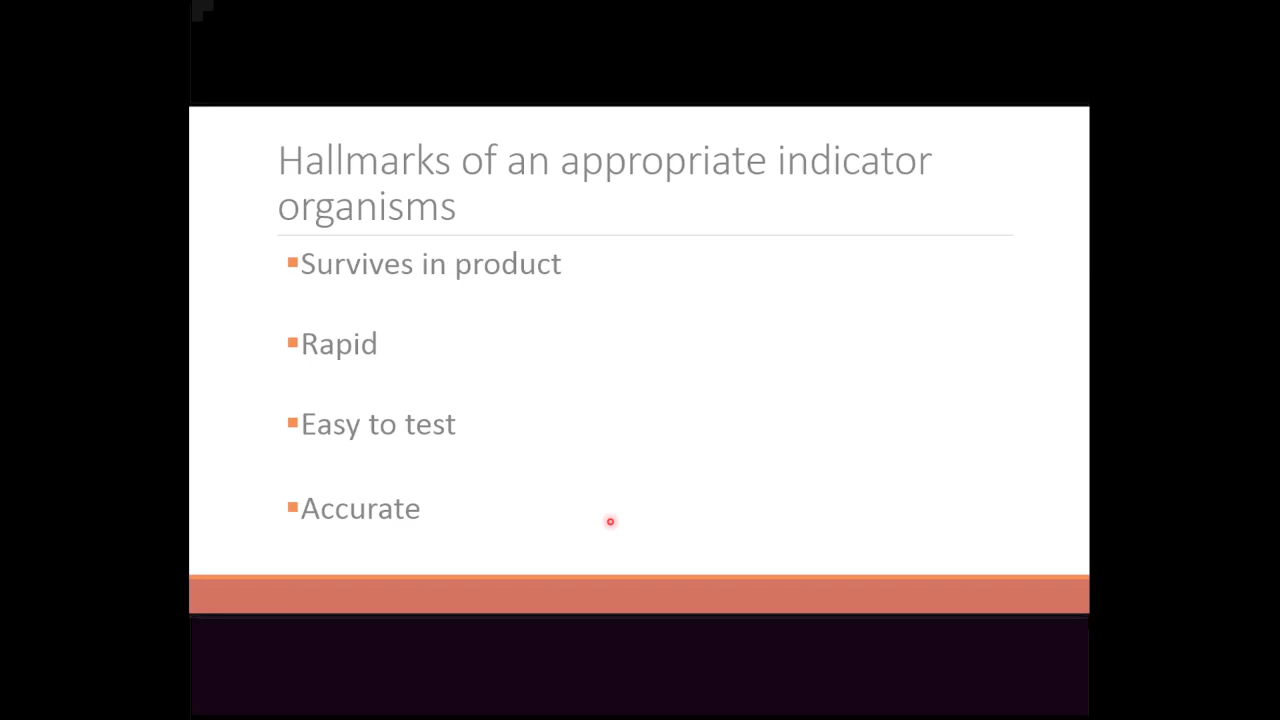 Hallmarks of an appropriate indicator
organisms
Survives in product
Rapid
Easy to test
Accurate